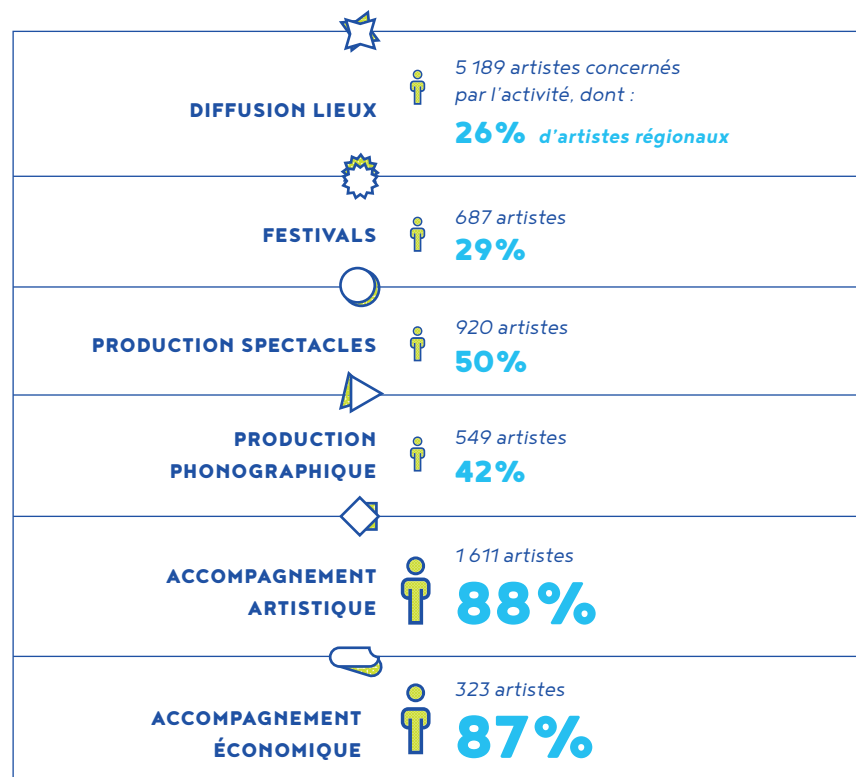 DIFFUSION LIEUX
5 189 artistes concernés
par l'activité, dont :
26% d'artistes régionaux
FESTIVALS
687 artistes
29%
PRODUCTION SPECTACLES
920 artistes
50%
PRODUCTION
PHONOGRAPHIQUE
549 artistes
42%
ACCOMPAGNEMENT
ARTISTIQUE
1 611 artistes
88%
ACCOMPAGNEMENT
ÉCONOMIQUE
323 artistes
87%